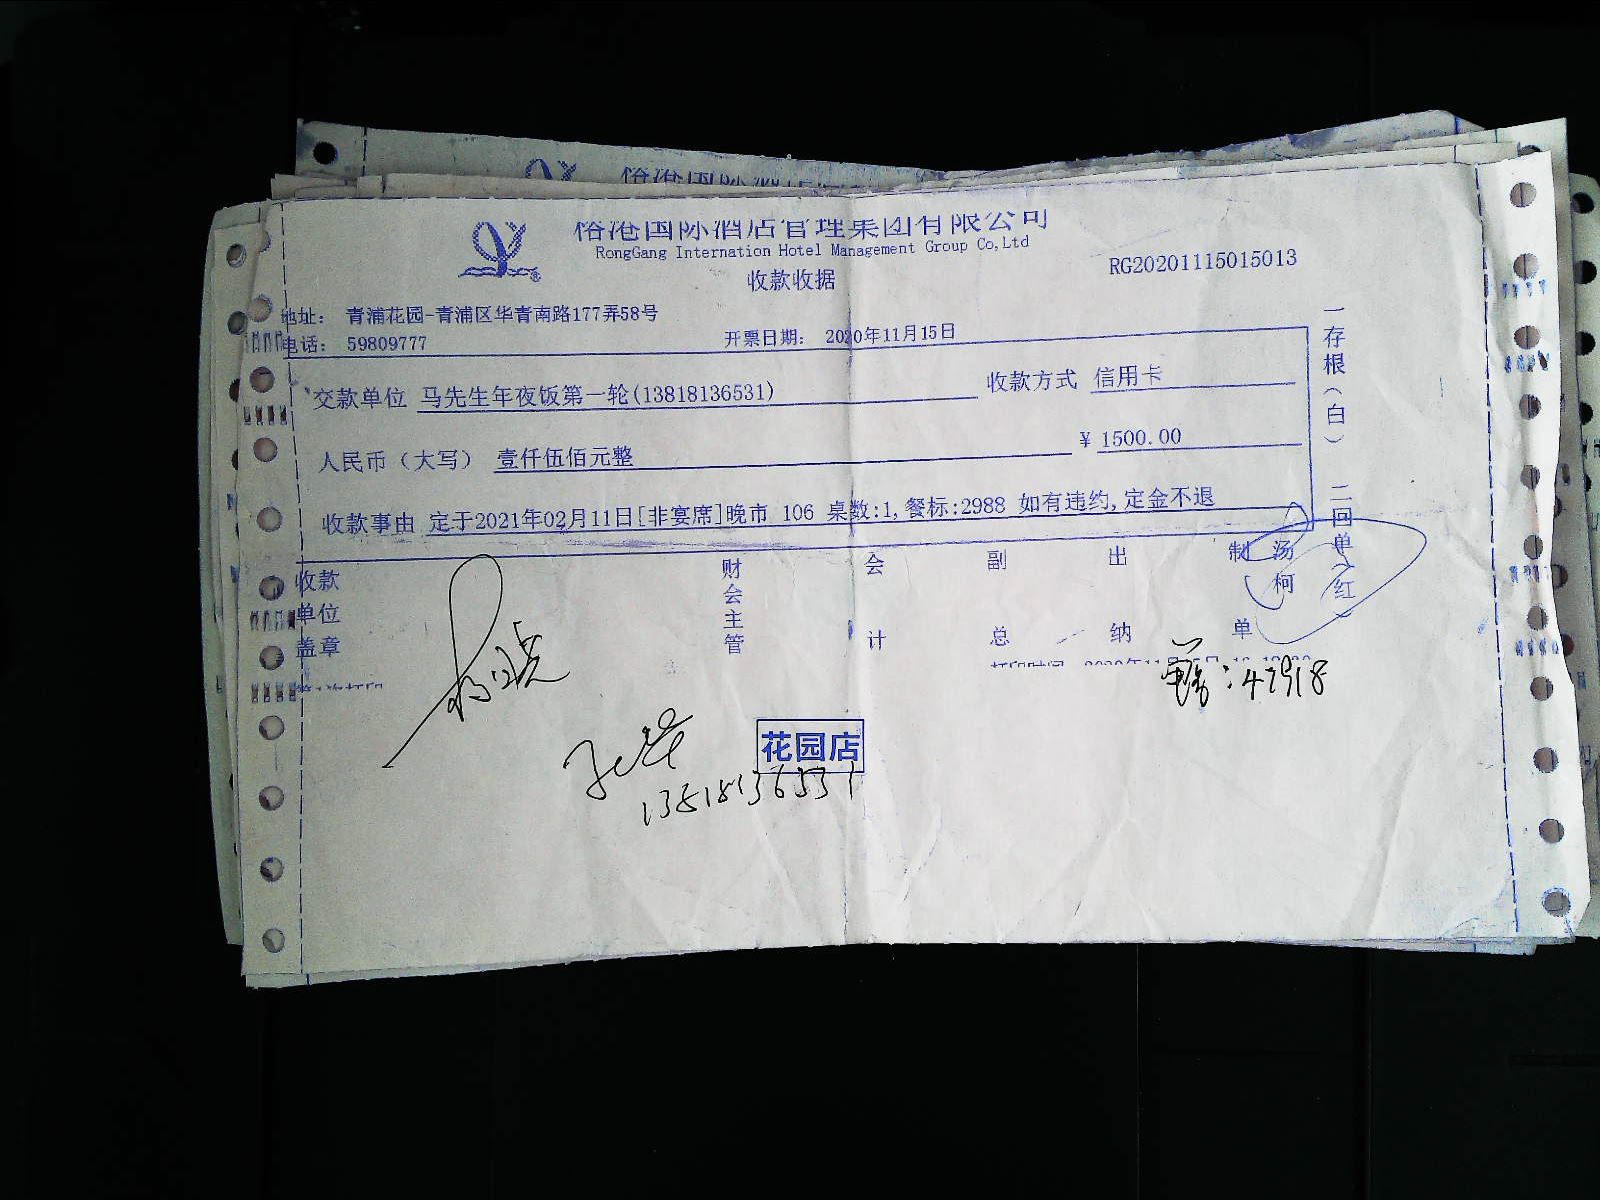 俗港国际酒店管理集团有限公司
RongGang Internation Hotel Management Group Co,Ltd
收款收据
RG20201115015013
地址： 青浦花园-青浦区华青南路177弄58号
电话： 59809777
开票日期： 2020年11月15日
交款单位 马先生年夜饭第一轮(13818136531)
收款方式 信用卡
人民币（大写） 壹仟伍佰元整
¥ 1500.00
收款事由 定于2021年02月11日[非宴席]晚市 106 桌数:1,餐标:2988 如有违约,定金不退
一存根（白） 二回单（红）
收款单位盖章
财会主管
会计
副总
出纳
制单
汤柯
47918
花园店
13818136531